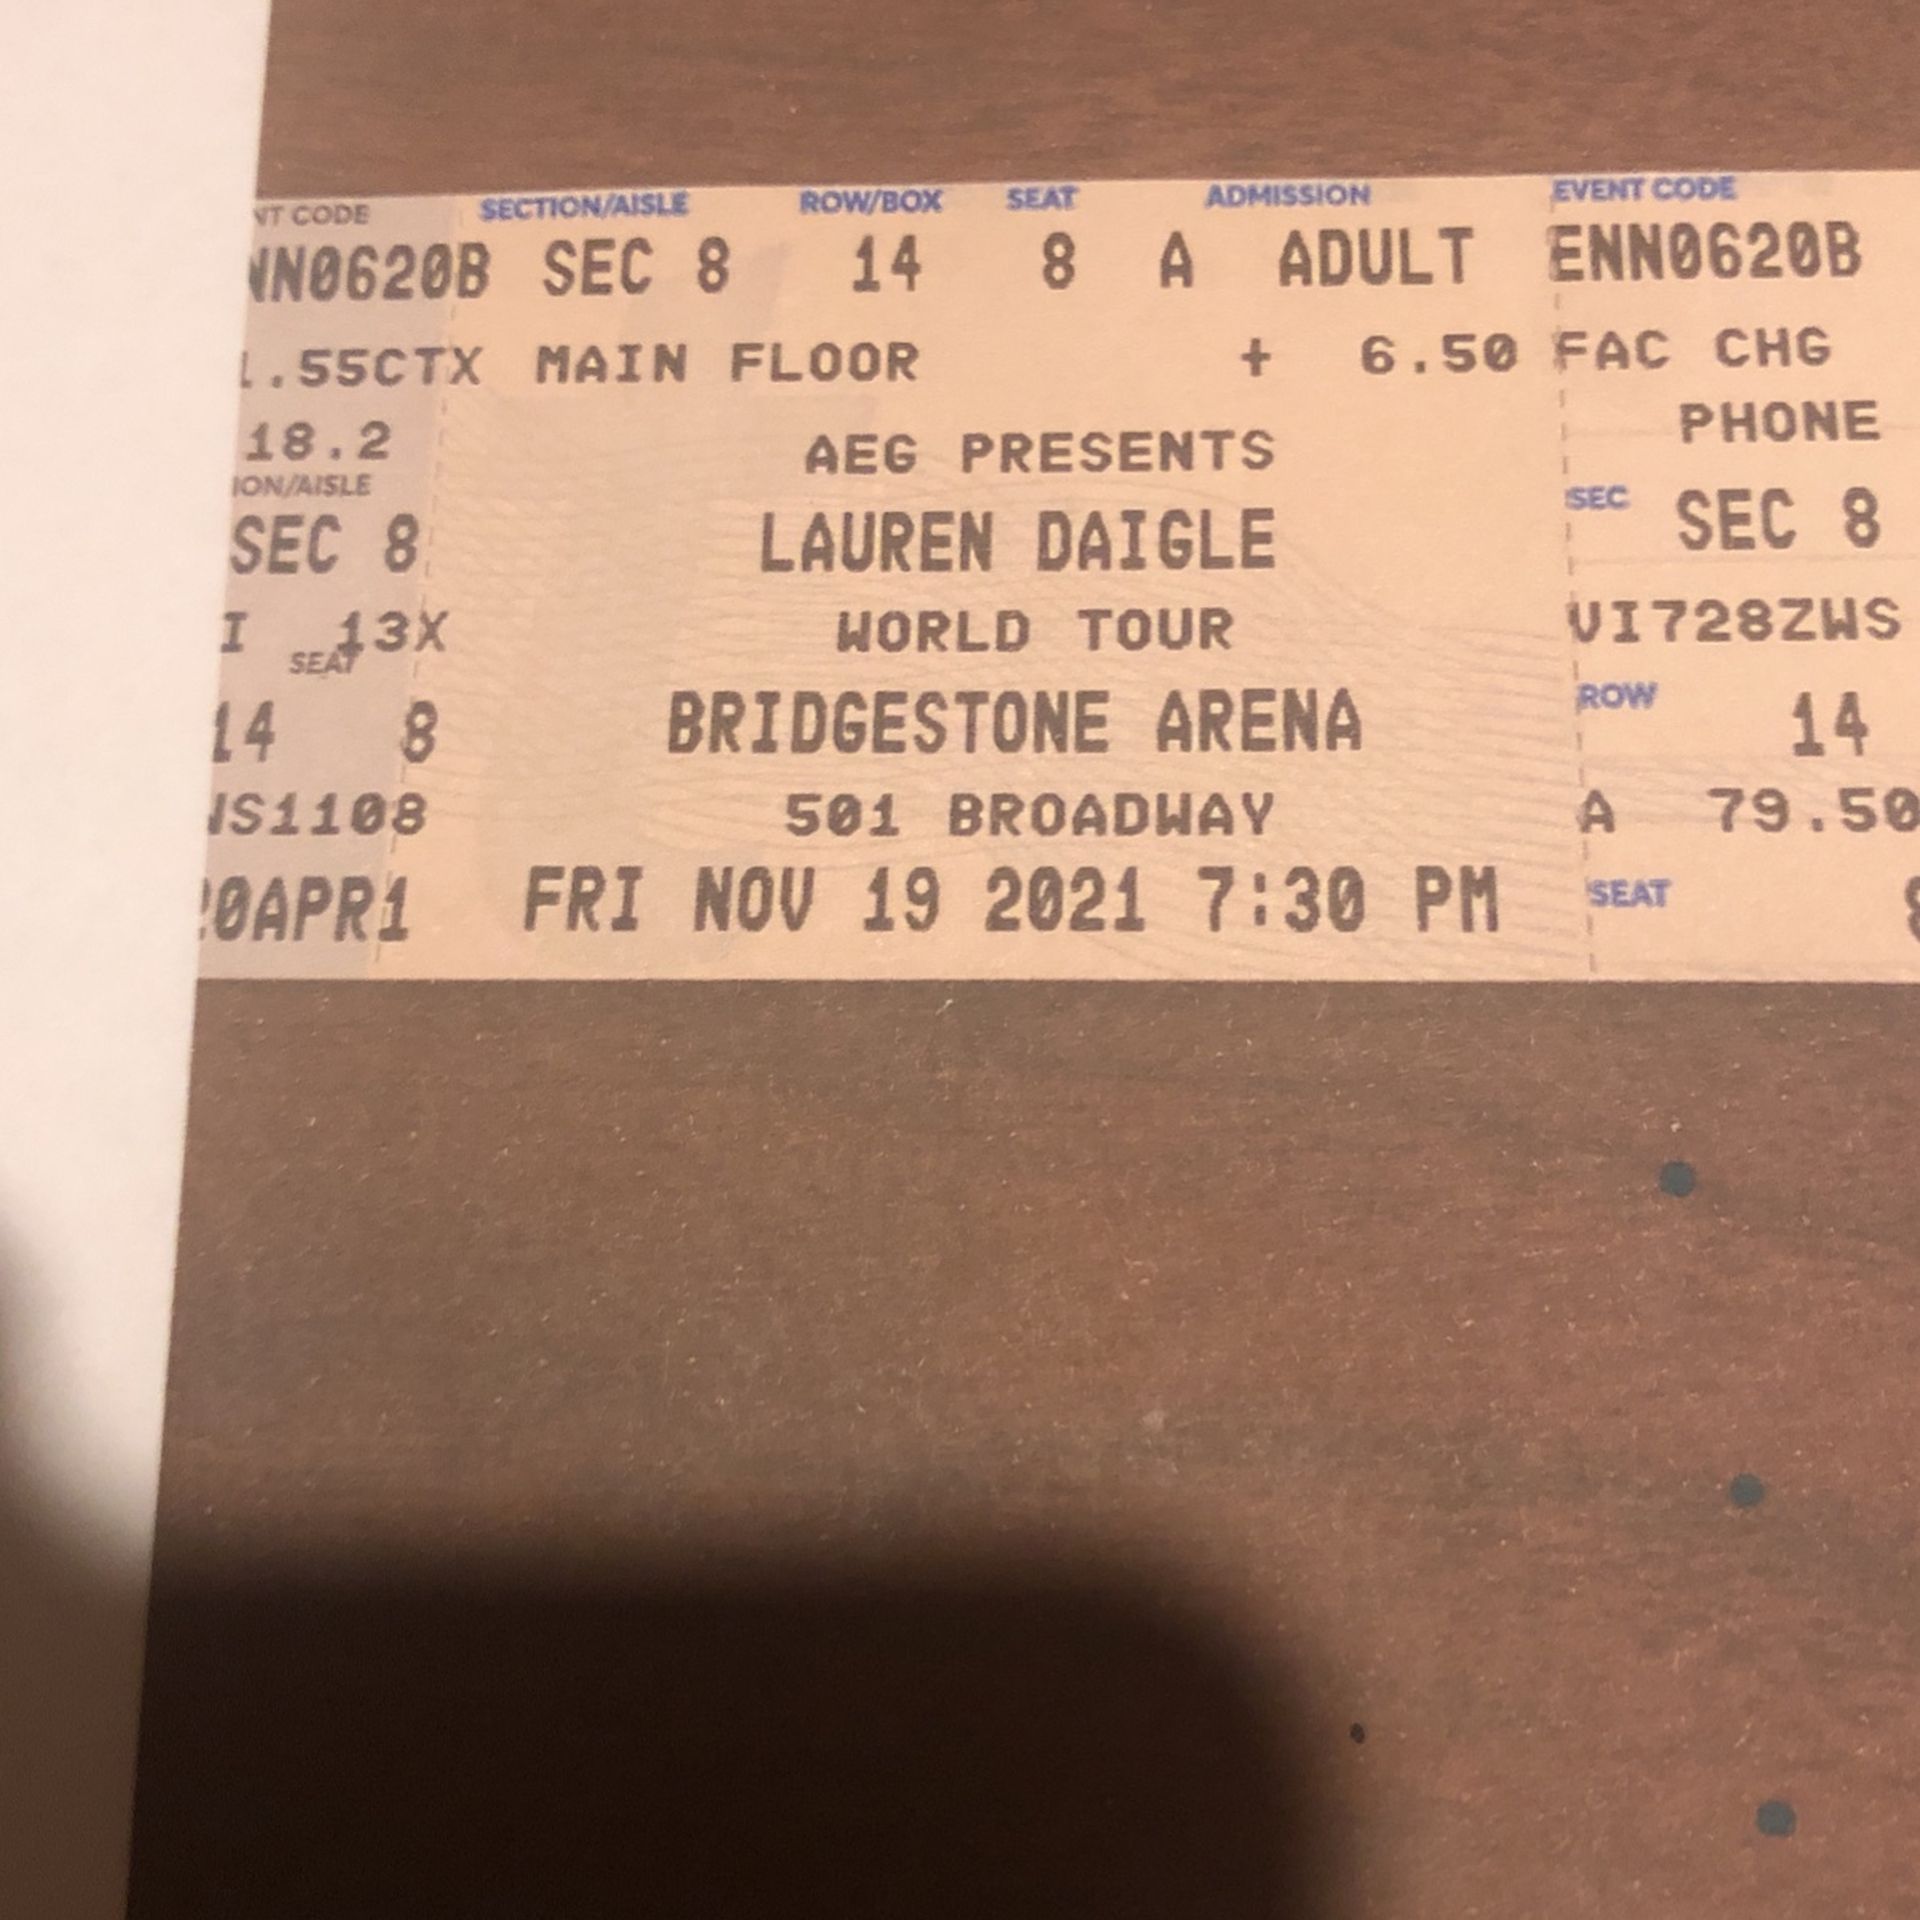 NT CODE SECTION/AISLE ROW/BOX SEAT ADMISSION EVENT CODE
NN0620B SEC 8 14 8 A ADULT ENN0620B
.55CTX MAIN FLOOR + 6.50 FAC CHG
18.2 AEG PRESENTS PHONE
ION/AISLE
SEC 8 LAUREN DAIGLE SEC SEC 8
I 13X WORLD TOUR VI728ZWS
SEAT
14 8 BRIDGESTONE ARENA ROW 14
WS1108 501 BROADWAY A 79.50
20APR1 FRI NOV 19 2021 7:30 PM SEAT 8